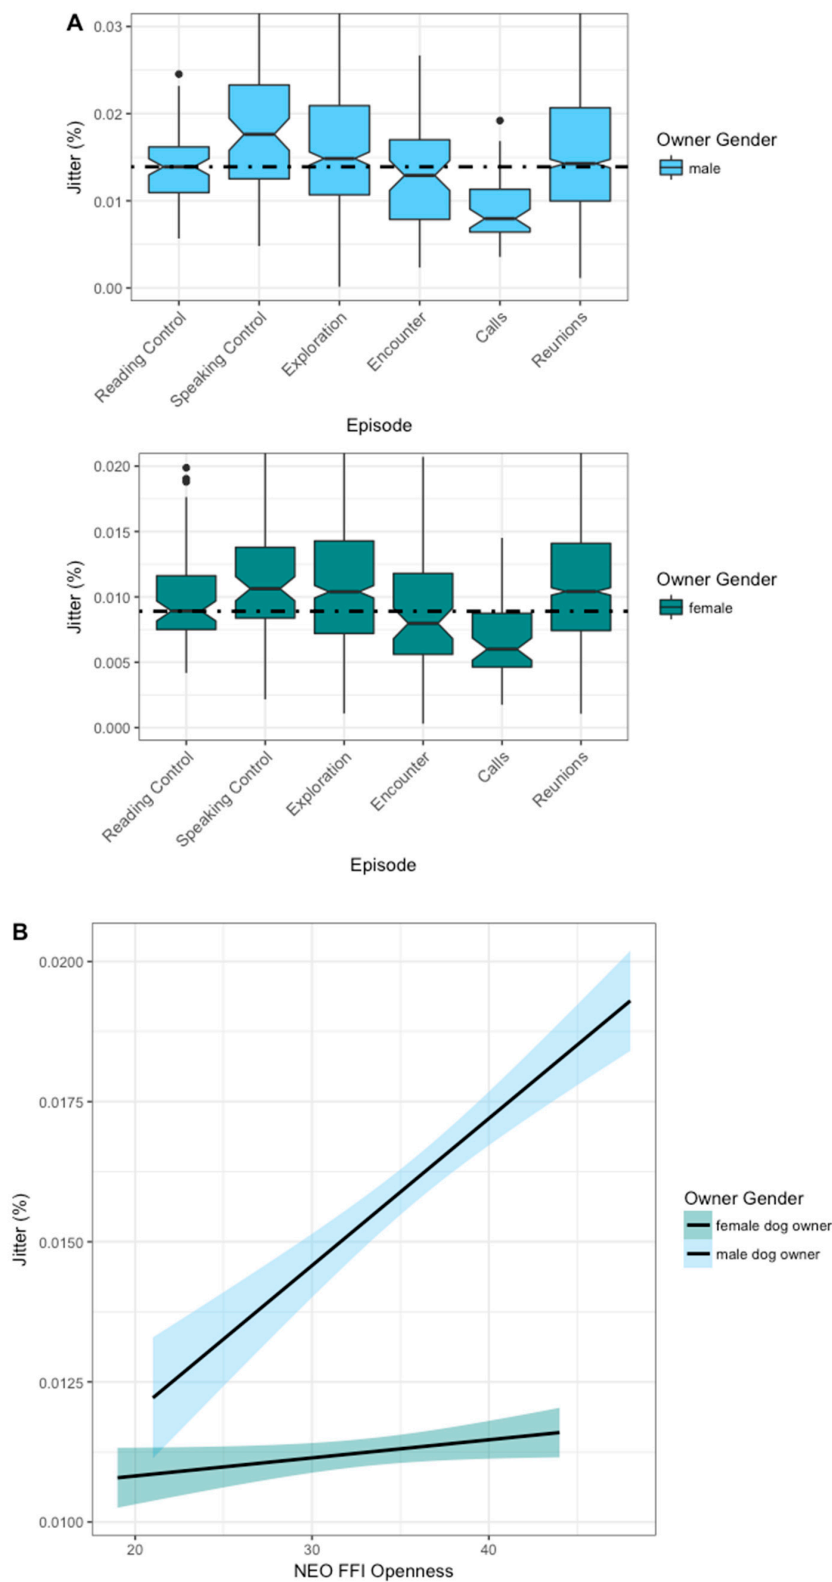 A
0.03
0.02
0.01
0.00
Jitter (%)
Reading Control
Speaking Control
Exploration
Encounter
Calls
Reunions
Episode
Owner Gender
male
0.020
0.015
0.010
0.005
0.000
Jitter (%)
Reading Control
Speaking Control
Exploration
Encounter
Calls
Reunions
Episode
Owner Gender
female
B
0.0200
0.0175
0.0150
0.0125
0.0100
Jitter (%)
20
30
40
NEO FFI Openness
Owner Gender
female dog owner
male dog owner